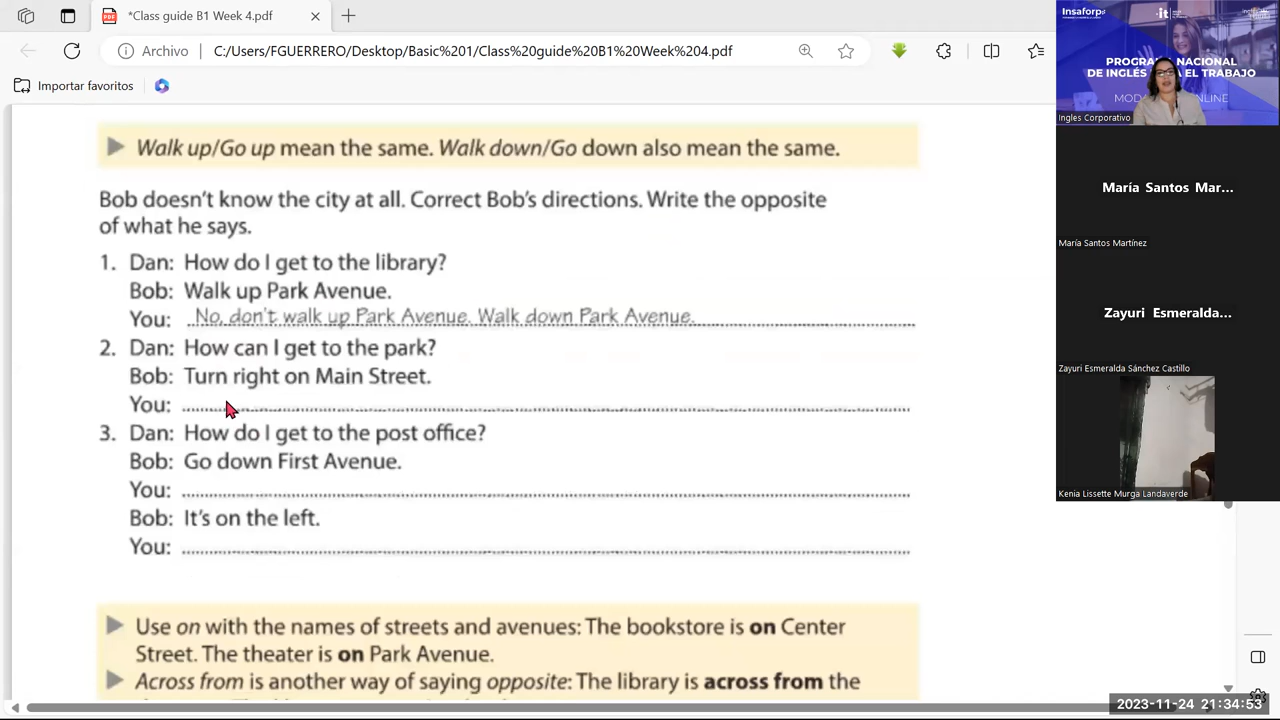 *Class guide B1 Week 4.pdf
Archivo
C:/Users/FGUERRERO/Desktop/Basic%201/Class%20guide%20B1%20Week%204.pdf
Importar favoritos
Walk up/Go up mean the same. Walk down/Go down also mean the same.
Bob doesn't know the city at all. Correct Bob's directions. Write the opposite
of what he says.
1. Dan: How do I get to the library?
Bob: Walk up Park Avenue.
You: No, don't walk up Park Avenue. Walk down Park Avenue.
2. Dan: How can I get to the park?
Bob: Turn right on Main Street.
You:
3. Dan: How do I get to the post office?
Bob: Go down First Avenue.
You:
Bob: It's on the left.
You:
Use on with the names of streets and avenues: The bookstore is on Center
Street. The theater is on Park Avenue.
Across from is another way of saying opposite: The library is across from the
Insaforp
PROGRAMA NACIONAL
Ingles Corporativo
María Santos Mar...
María Santos Martínez
Zayuri Esmeralda...
Zayuri Esmeralda Sánchez Castillo
Kenia Lissette Murga Landaverde
2023-11-24 21:34:53